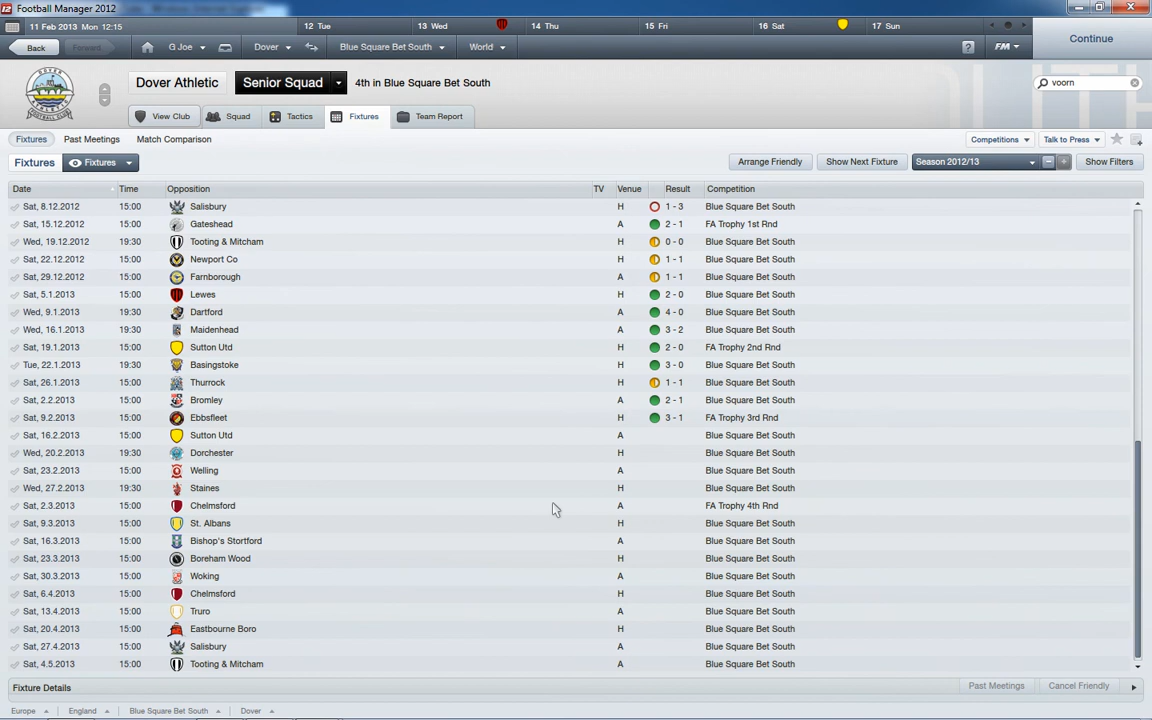 Football Manager 2012
11 Feb 2013 Mon 12:15 12 Tue 13 Wed 14 Thu 15 Fri 16 Sat 17 Sun
Continue
Back Forward G Joe Dover Blue Square Bet South World ? FM
Dover Athletic Senior Squad 4th in Blue Square Bet South voorn
View Club Squad Tactics Fixtures Team Report
Fixtures Past Meetings Match Comparison Competitions Talk to Press
Fixtures Fixtures Arrange Friendly Show Next Fixture Season 2012/13 Show Filters
Date Time Opposition TV Venue Result Competition
Sat, 8.12.2012 15:00 Salisbury H 1 - 3 Blue Square Bet South
Sat, 15.12.2012 15:00 Gateshead A 2 - 1 FA Trophy 1st Rnd
Wed, 19.12.2012 19:30 Tooting & Mitcham H 0 - 0 Blue Square Bet South
Sat, 22.12.2012 15:00 Newport Co H 1 - 1 Blue Square Bet South
Sat, 29.12.2012 15:00 Farnborough A 1 - 1 Blue Square Bet South
Sat, 5.1.2013 15:00 Lewes H 2 - 0 Blue Square Bet South
Wed, 9.1.2013 19:30 Dartford A 4 - 0 Blue Square Bet South
Wed, 16.1.2013 19:30 Maidenhead A 3 - 2 Blue Square Bet South
Sat, 19.1.2013 15:00 Sutton Utd H 2 - 0 FA Trophy 2nd Rnd
Tue, 22.1.2013 19:30 Basingstoke H 3 - 0 Blue Square Bet South
Sat, 26.1.2013 15:00 Thurrock H 1 - 1 Blue Square Bet South
Sat, 2.2.2013 15:00 Bromley A 2 - 1 Blue Square Bet South
Sat, 9.2.2013 15:00 Ebbsfleet H 3 - 1 FA Trophy 3rd Rnd
Sat, 16.2.2013 15:00 Sutton Utd A Blue Square Bet South
Wed, 20.2.2013 19:30 Dorchester H Blue Square Bet South
Sat, 23.2.2013 15:00 Welling A Blue Square Bet South
Wed, 27.2.2013 19:30 Staines H Blue Square Bet South
Sat, 2.3.2013 15:00 Chelmsford A FA Trophy 4th Rnd
Sat, 9.3.2013 15:00 St. Albans H Blue Square Bet South
Sat, 16.3.2013 15:00 Bishop's Stortford A Blue Square Bet South
Sat, 23.3.2013 15:00 Boreham Wood H Blue Square Bet South
Sat, 30.3.2013 15:00 Woking A Blue Square Bet South
Sat, 6.4.2013 15:00 Chelmsford H Blue Square Bet South
Sat, 13.4.2013 15:00 Truro A Blue Square Bet South
Sat, 20.4.2013 15:00 Eastbourne Boro H Blue Square Bet South
Sat, 27.4.2013 15:00 Salisbury A Blue Square Bet South
Sat, 4.5.2013 15:00 Tooting & Mitcham A Blue Square Bet South
Fixture Details Past Meetings Cancel Friendly
Europe England Blue Square Bet South Dover